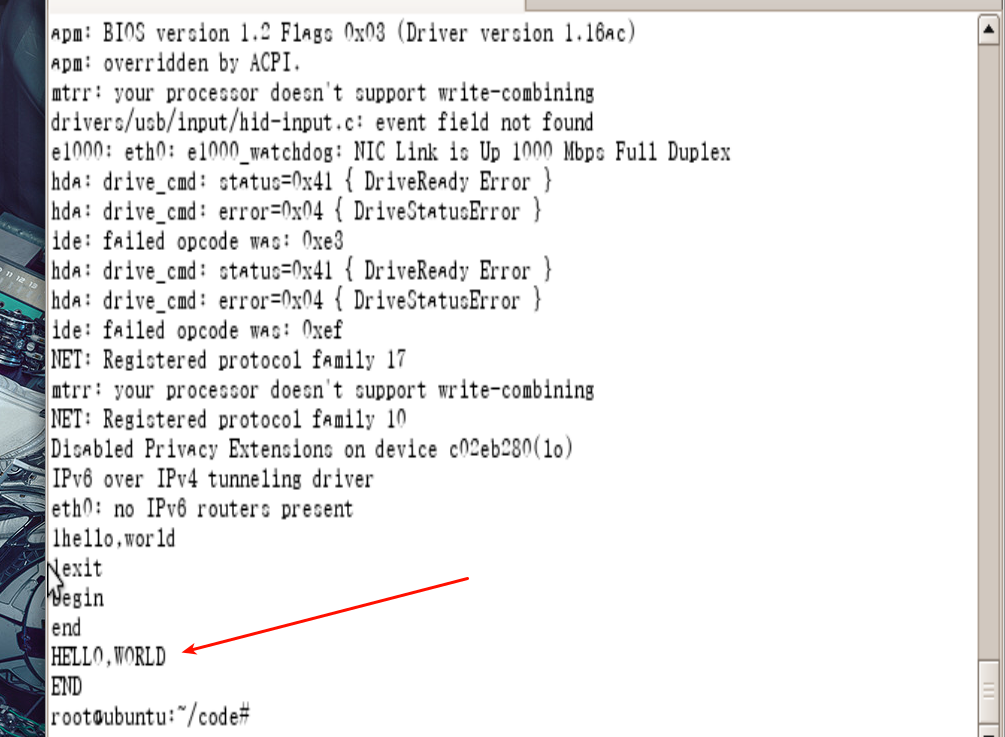 apm: BIOS version 1.2 Flags 0x03 (Driver version 1.16ac)
apm: overridden by ACPI.
mtrr: your processor doesn't support write-combining
drivers/usb/input/hid-input.c: event field not found
e1000: eth0: e1000_watchdog: NIC Link is Up 1000 Mbps Full Duplex
hda: drive_cmd: status=0x41 { DriveReady Error }
hda: drive_cmd: error=0x04 { DriveStatusError }
ide: failed opcode was: 0xe3
hda: drive_cmd: status=0x41 { DriveReady Error }
hda: drive_cmd: error=0x04 { DriveStatusError }
ide: failed opcode was: 0xef
NET: Registered protocol family 17
mtrr: your processor doesn't support write-combining
NET: Registered protocol family 10
Disabled Privacy Extensions on device c02eb280(lo)
IPv6 over IPv4 tunneling driver
eth0: no IPv6 routers present
1hello,world
1exit
begin
end
HELLO,WORLD
END
root@ubuntu:~/code#